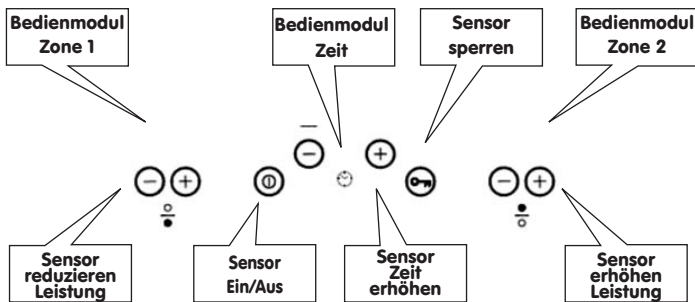 Bedienmodul
Zone 1
Bedienmodul
Zeit
Sensor
sperren
Bedienmodul
Zone 2
Sensor
reduzieren
Leistung
Sensor
Ein/Aus
Sensor
Zeit
erhöhen
Sensor
erhöhen
Leistung